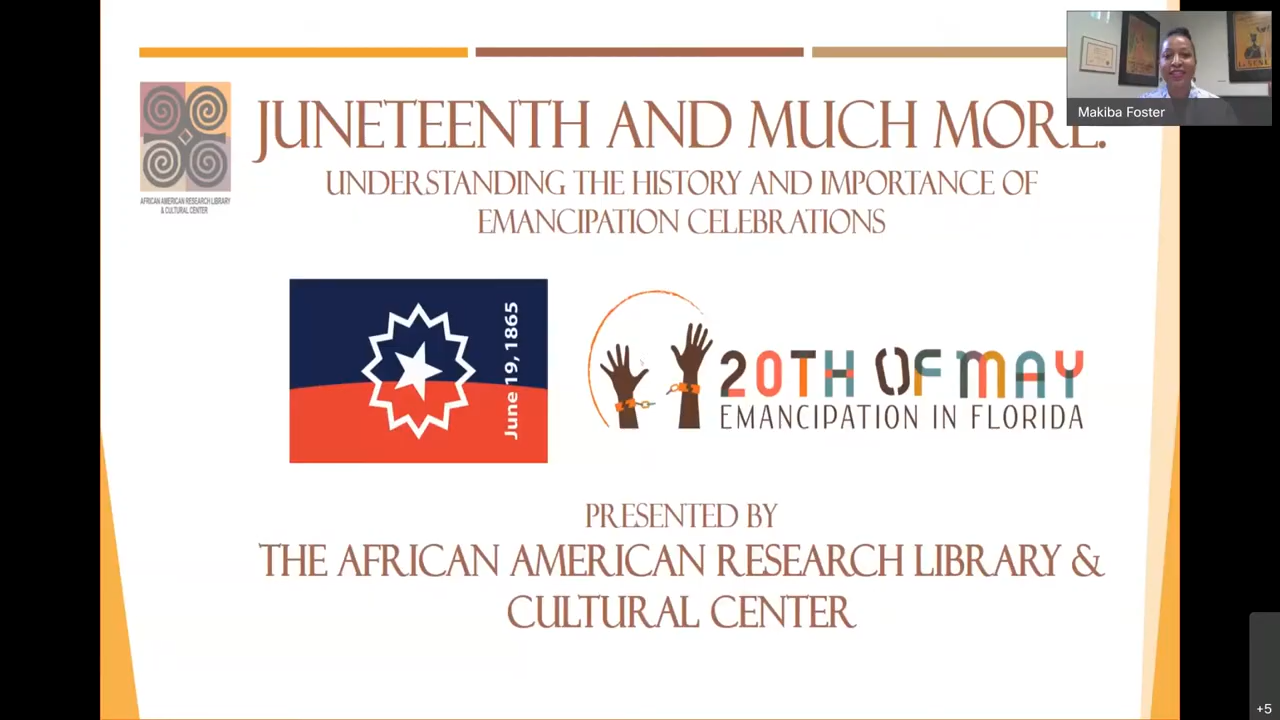 JUNETEENTH AND MUCH MORE:
UNDERSTANDING THE HISTORY AND IMPORTANCE OF
EMANCIPATION CELEBRATIONS
AFRICAN AMERICAN RESEARCH LIBRARY
& CULTURAL CENTER
Makiba Foster
June 19, 1865
20TH OF MAY
EMANCIPATION IN FLORIDA
PRESENTED BY
THE AFRICAN AMERICAN RESEARCH LIBRARY &
CULTURAL CENTER
+5